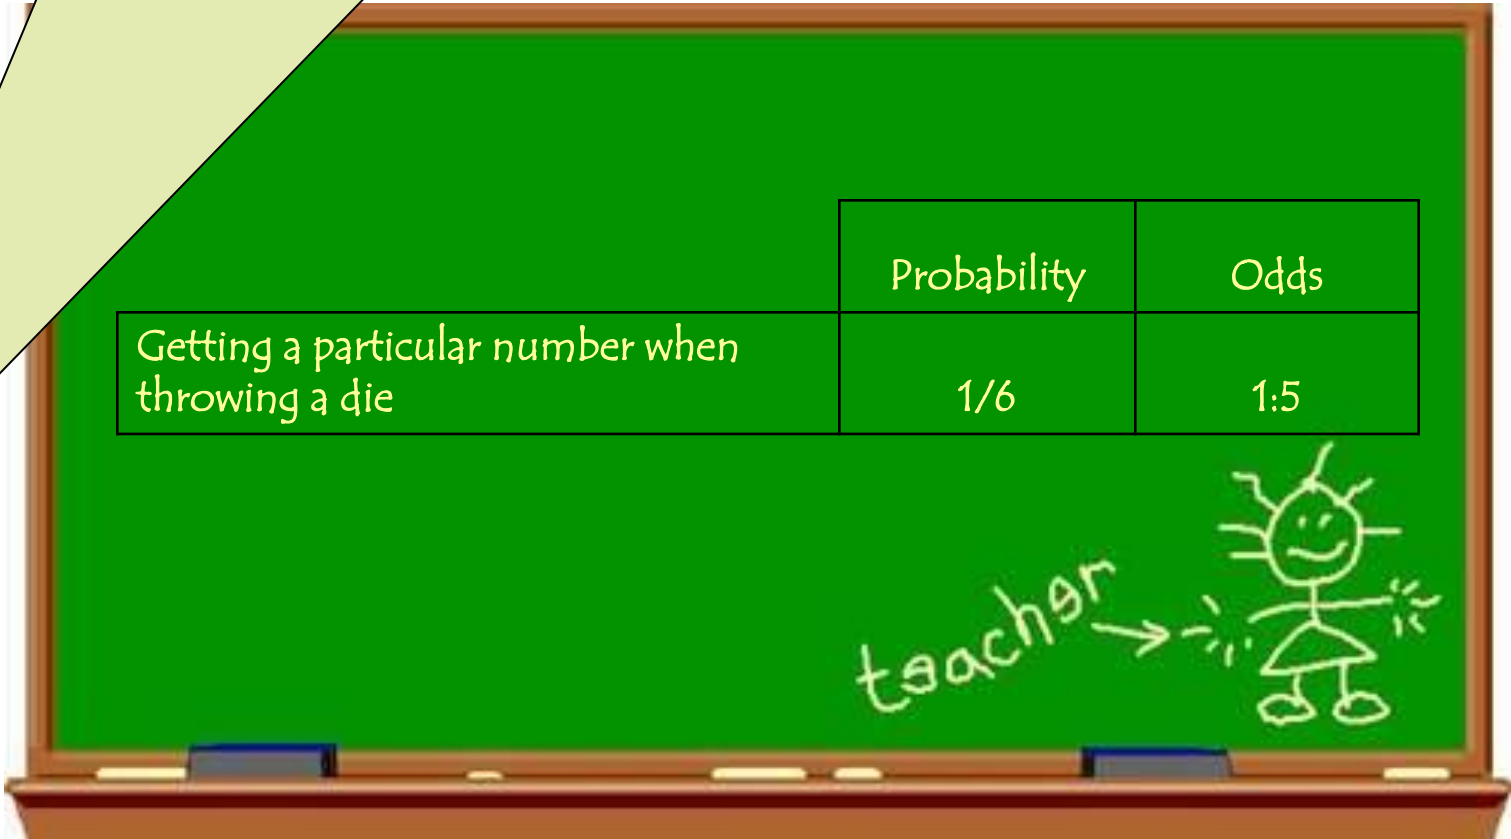 Probability Odds
Getting a particular number when
throwing a die 1/6 1:5
teacher